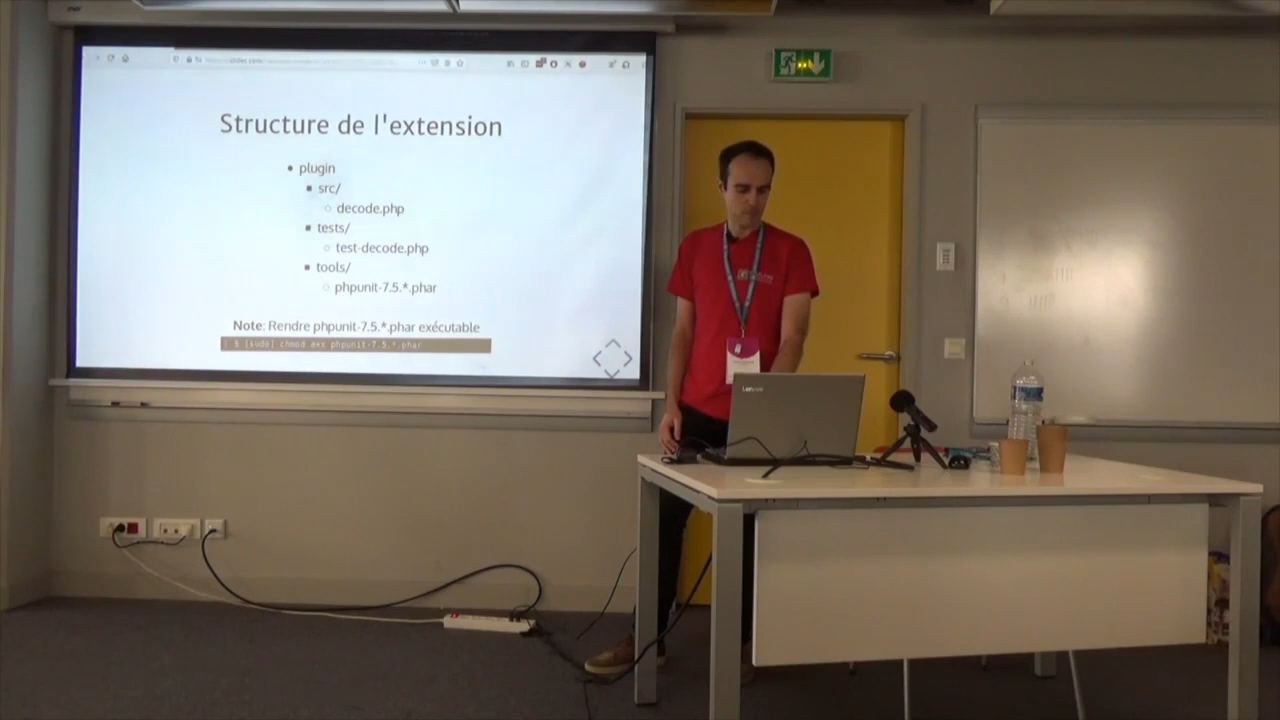 Structure de l'extension
• plugin
▪ src/
○ decode.php
▪ tests/
○ test-decode.php
▪ tools/
○ phpunit-7.5.*.phar
Note: Rendre phpunit-7.5.*.phar exécutable
$ [sudo] chmod a+x phpunit-7.5.*.phar
Lenovo